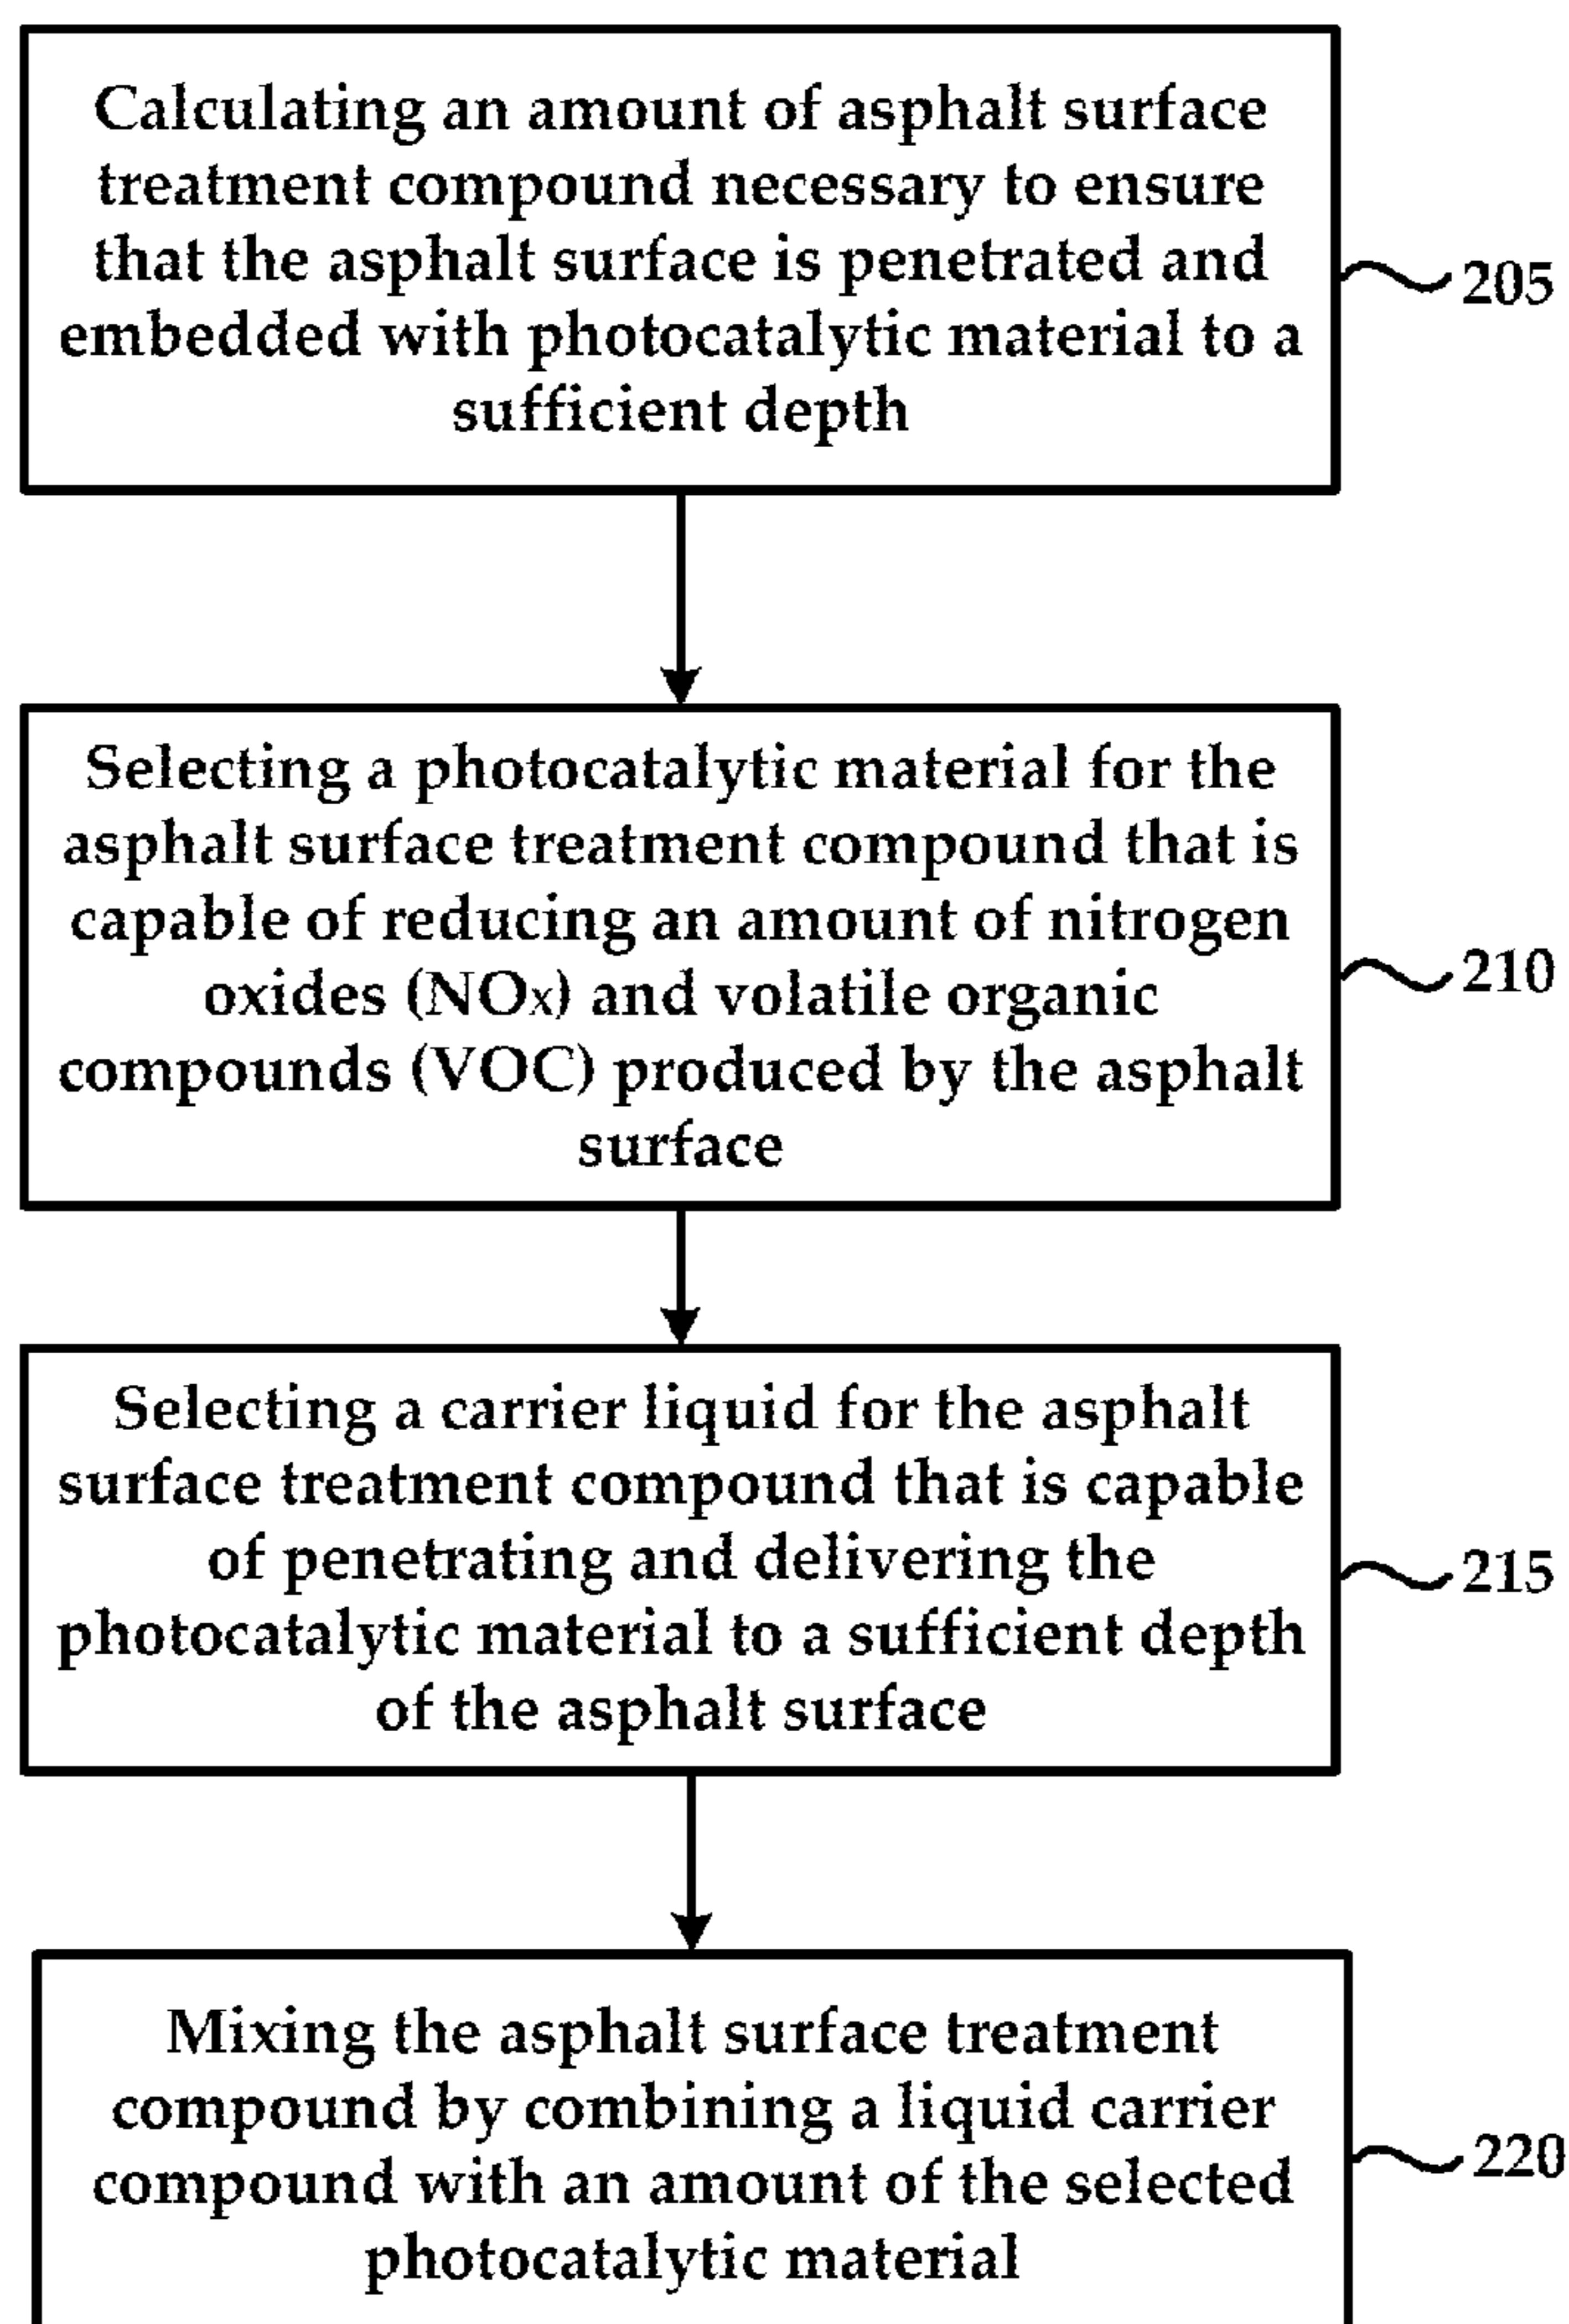 Calculating an amount of asphalt surface
treatment compound necessary to ensure
that the asphalt surface is penetrated and
embedded with photocatalytic material to a
sufficient depth
205
Selecting a photocatalytic material for the
asphalt surface treatment compound that is
capable of reducing an amount of nitrogen
oxides (NOx) and volatile organic
compounds (VOC) produced by the asphalt
surface
210
Selecting a carrier liquid for the asphalt
surface treatment compound that is capable
of penetrating and delivering the
photocatalytic material to a sufficient depth
of the asphalt surface
215
Mixing the asphalt surface treatment
compound by combining a liquid carrier
compound with an amount of the selected
photocatalytic material
220